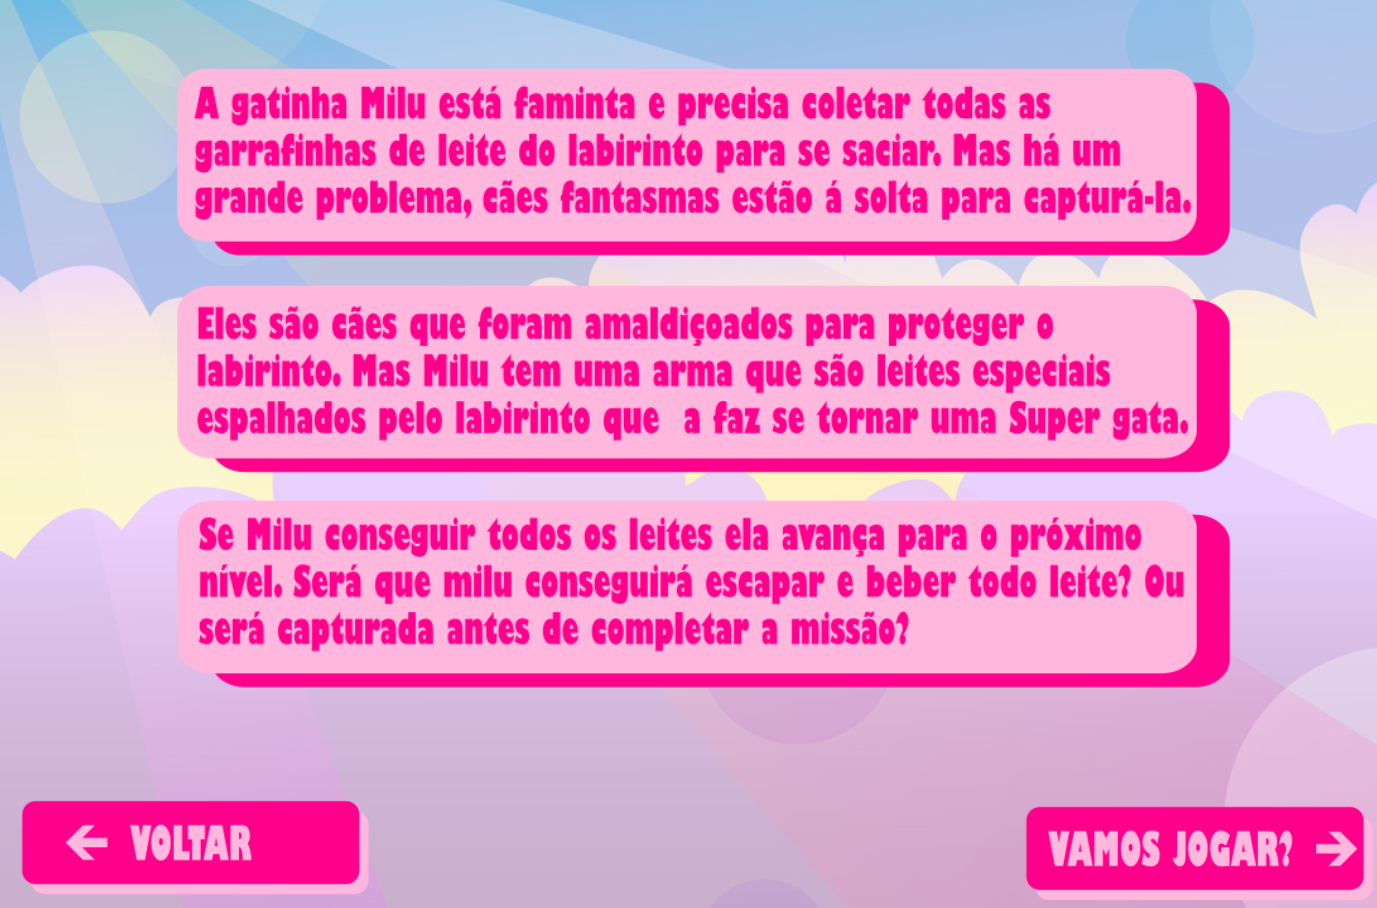 A gatinha Milu está faminta e precisa coletar todas as
garrafinhas de leite do labirinto para se saciar. Mas há um
grande problema, cães fantasmas estão á solta para capturá-la.
Eles são cães que foram amaldiçoados para proteger o
labirinto. Mas Milu tem uma arma que são leites especiais
espalhados pelo labirinto que  a faz se tornar uma Super gata.
Se Milu conseguir todos os leites ela avança para o próximo
nível. Será que milu conseguirá escapar e beber todo leite? Ou
será capturada antes de completar a missão?
← VOLTAR
VAMOS JOGAR? →